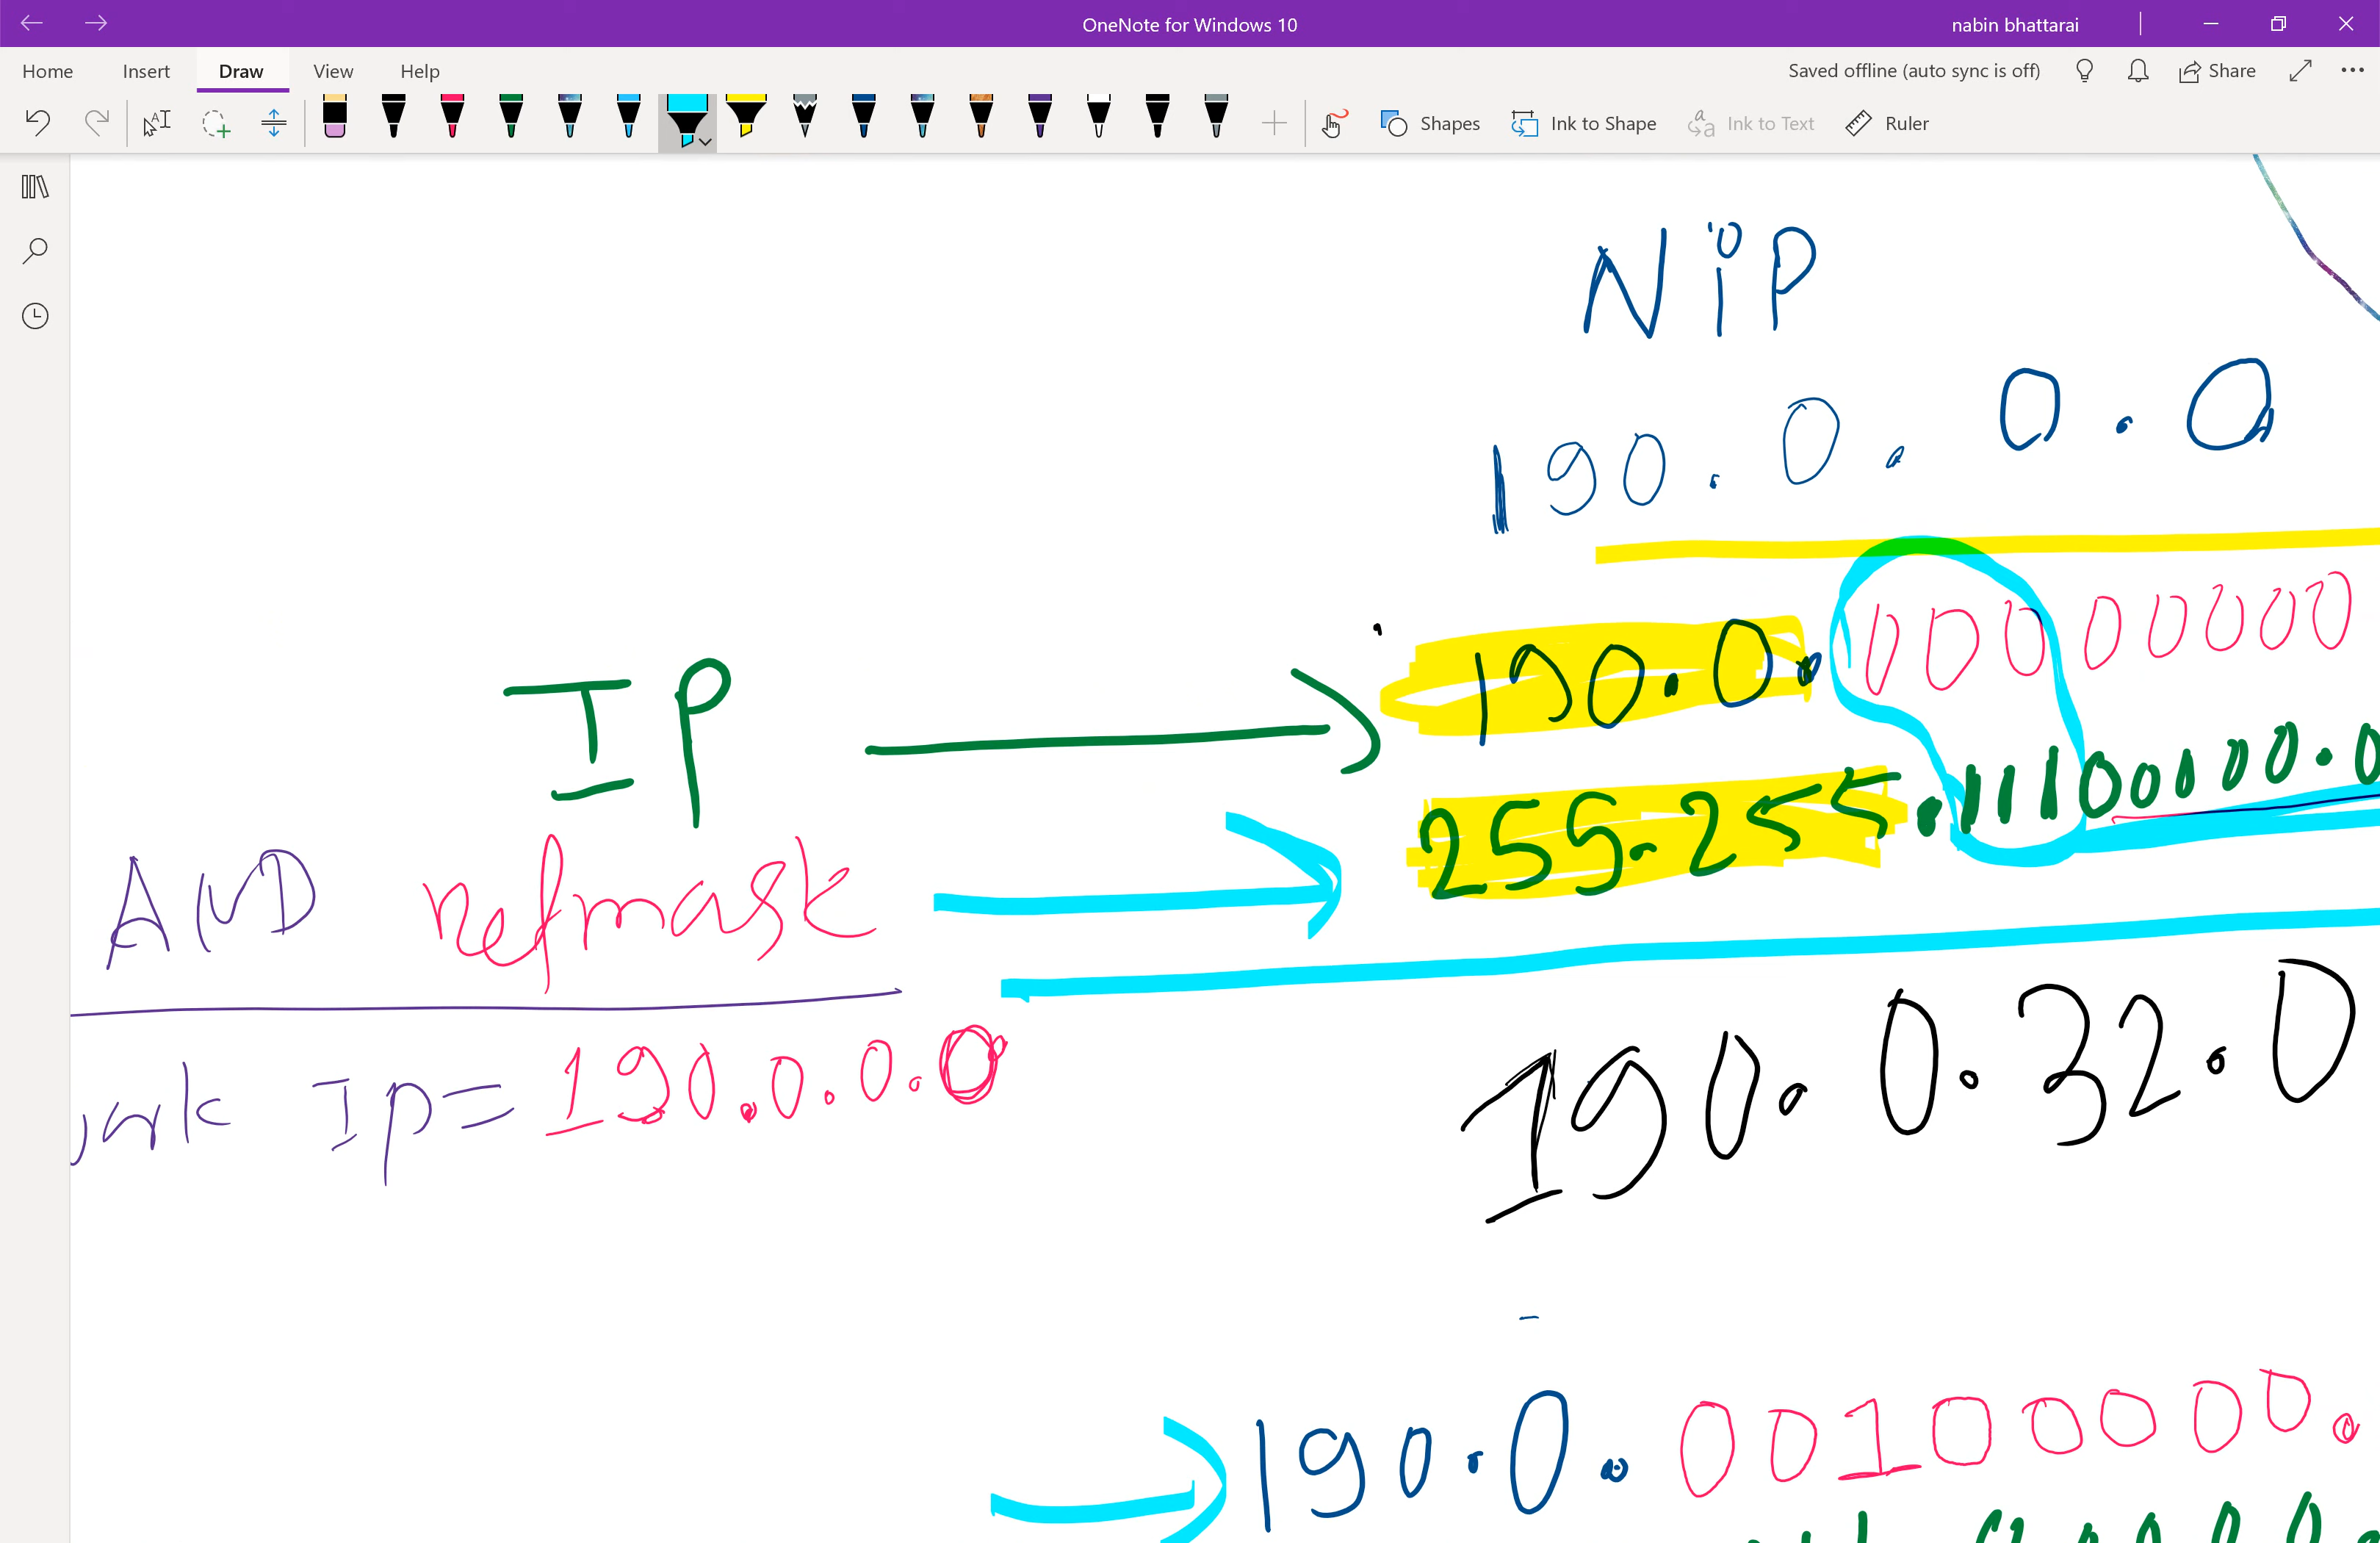 OneNote for Windows 10
nabin bhattarai
Home Insert Draw View Help
Saved offline (auto sync is off) Share
Shapes Ink to Shape Ink to Text Ruler
NIP
190.0. 0.0
IP 190.0.00000000
AND netmask 255.255.11100000.0
Ip=190.0.0.0
190.0.32.0
190.0.00100000.